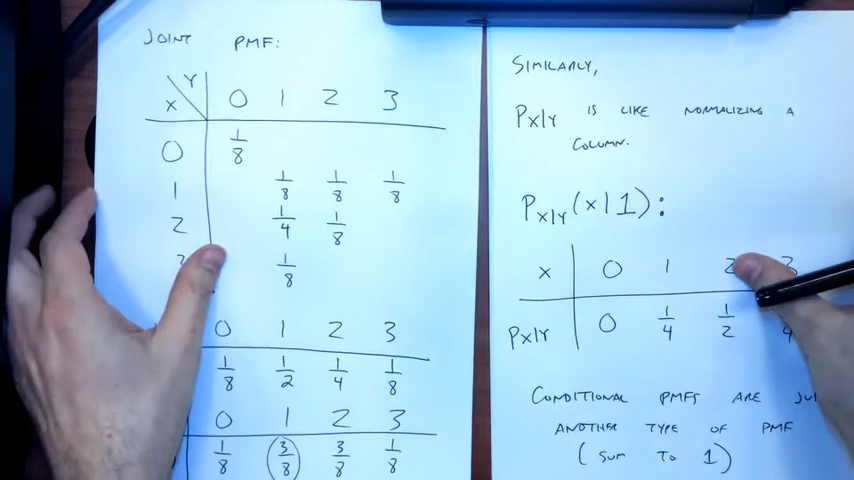 JOINT PMF:
Y
X 0 1 2 3
0 1/8
1 1/8 1/8 1/8
2 1/4 1/8
1/8
0 1 2 3
1/8 1/2 1/4 1/8
0 1 2 3
1/8 3/8 3/8 1/8
SIMILARLY,
PX|Y IS LIKE NORMALIZING A
COLUMN.
PX|Y(x|1):
x 0 1 2 3
PX|Y 0 1/4 1/2
CONDITIONAL PMFS ARE
ANOTHER TYPE OF PMF
(SUM TO 1)